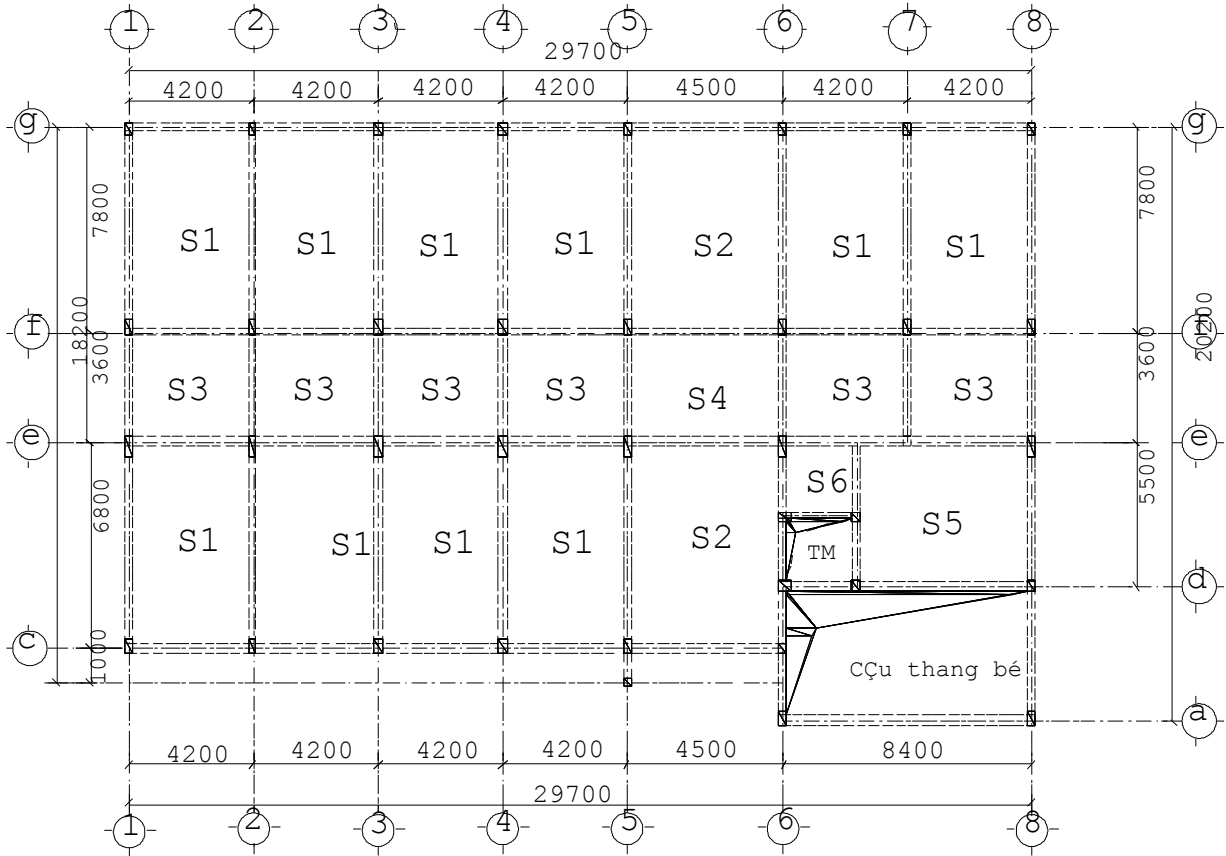 1 2 3 4 5 6 7 8
29700
4200 4200 4200 4200 4500 4200 4200
g g
7800 7800
S1 S1 S1 S1 S2 S1 S1
f f
18200 20200
3600 3600
S3 S3 S3 S3 S4 S3 S3
e e
6800 5500
S6
S1 S1 S1 S1 S2 S5
TM
d
c
1000
CÇu thang bé
a
4200 4200 4200 4200 4500 8400
29700
1 2 3 4 5 6 8